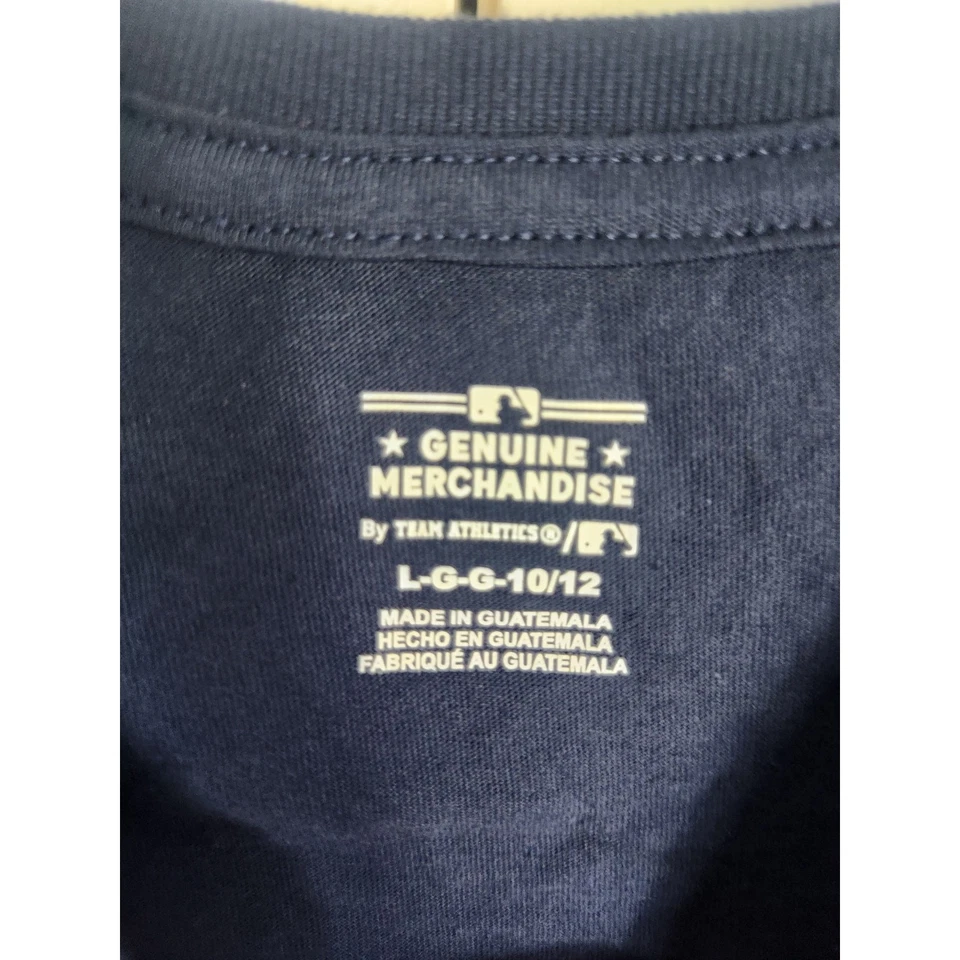 GENUINE
MERCHANDISE
By TEAM ATHLETICS®/
L-G-G-10/12
MADE IN GUATEMALA
HECHO EN GUATEMALA
FABRIQUÉ AU GUATEMALA